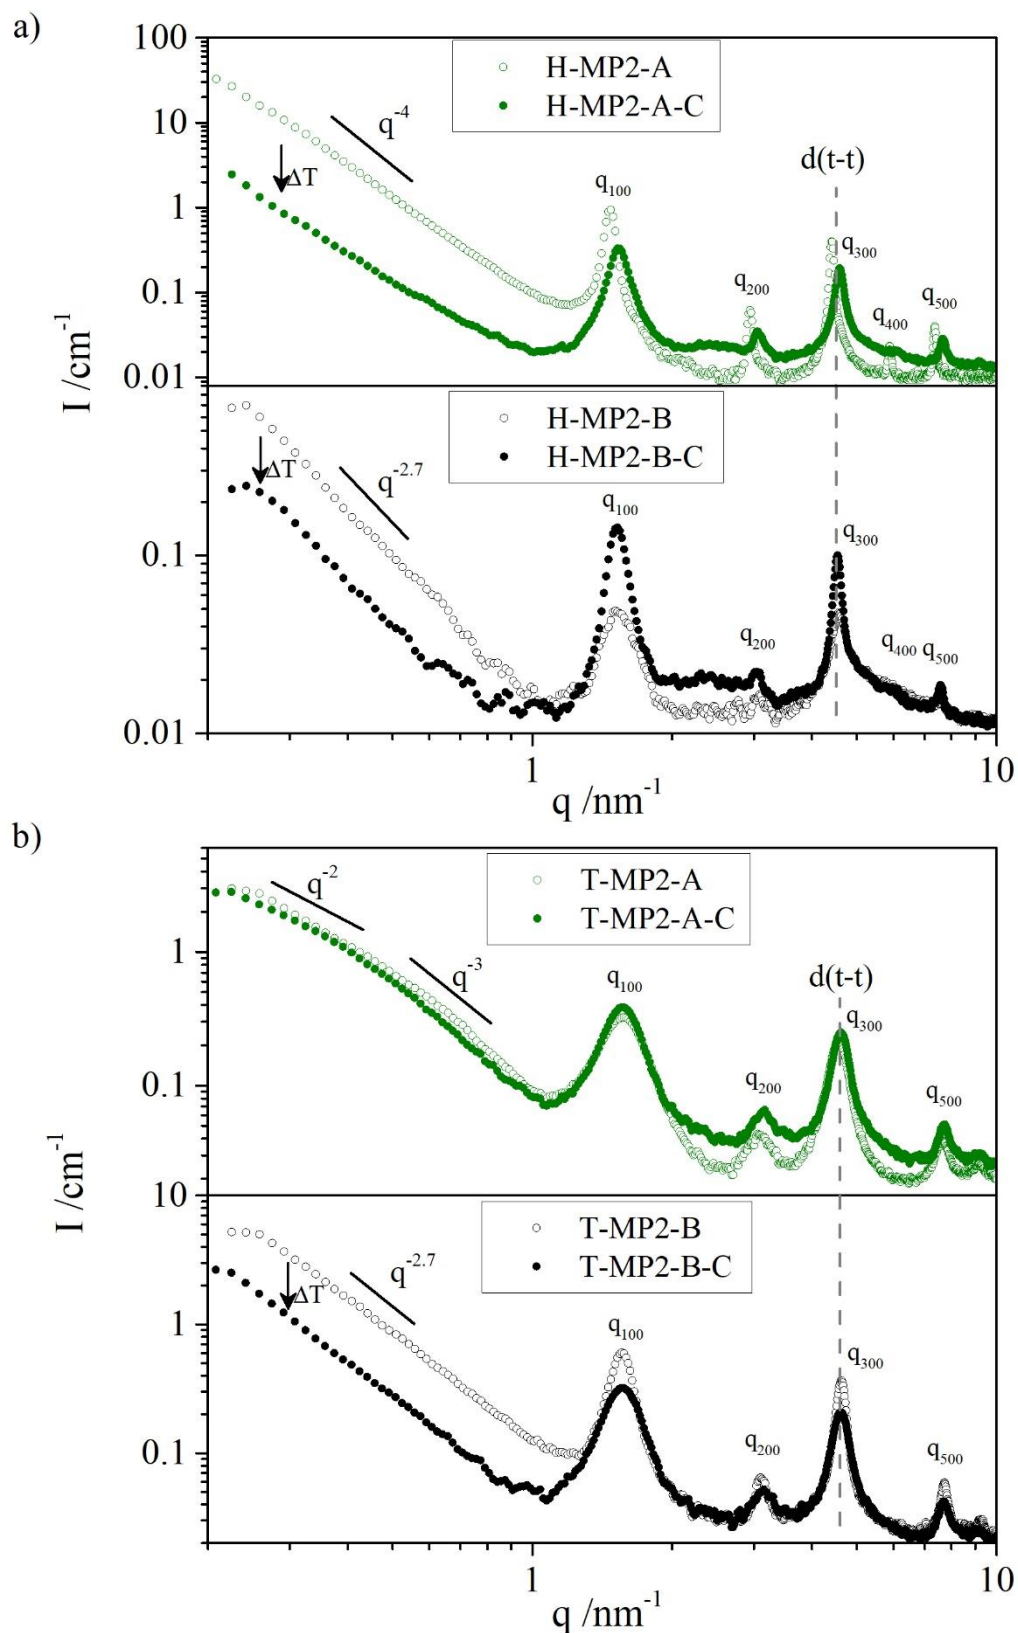 a)
100
10
1
0.1
0.01
I /cm⁻¹
H-MP2-A
H-MP2-A-C
q⁻⁴
ΔT
d(t-t)
q₁₀₀
q₂₀₀
q₃₀₀
q₄₀₀
q₅₀₀
0.1
0.01
H-MP2-B
H-MP2-B-C
q⁻²·⁷
ΔT
q₁₀₀
q₂₀₀
q₃₀₀
q₄₀₀
q₅₀₀
1
10
q /nm⁻¹
b)
1
0.1
I /cm⁻¹
T-MP2-A
T-MP2-A-C
q⁻²
q⁻³
d(t-t)
q₁₀₀
q₂₀₀
q₃₀₀
q₅₀₀
10
1
0.1
T-MP2-B
T-MP2-B-C
q⁻²·⁷
ΔT
q₁₀₀
q₂₀₀
q₃₀₀
q₅₀₀
1
10
q /nm⁻¹